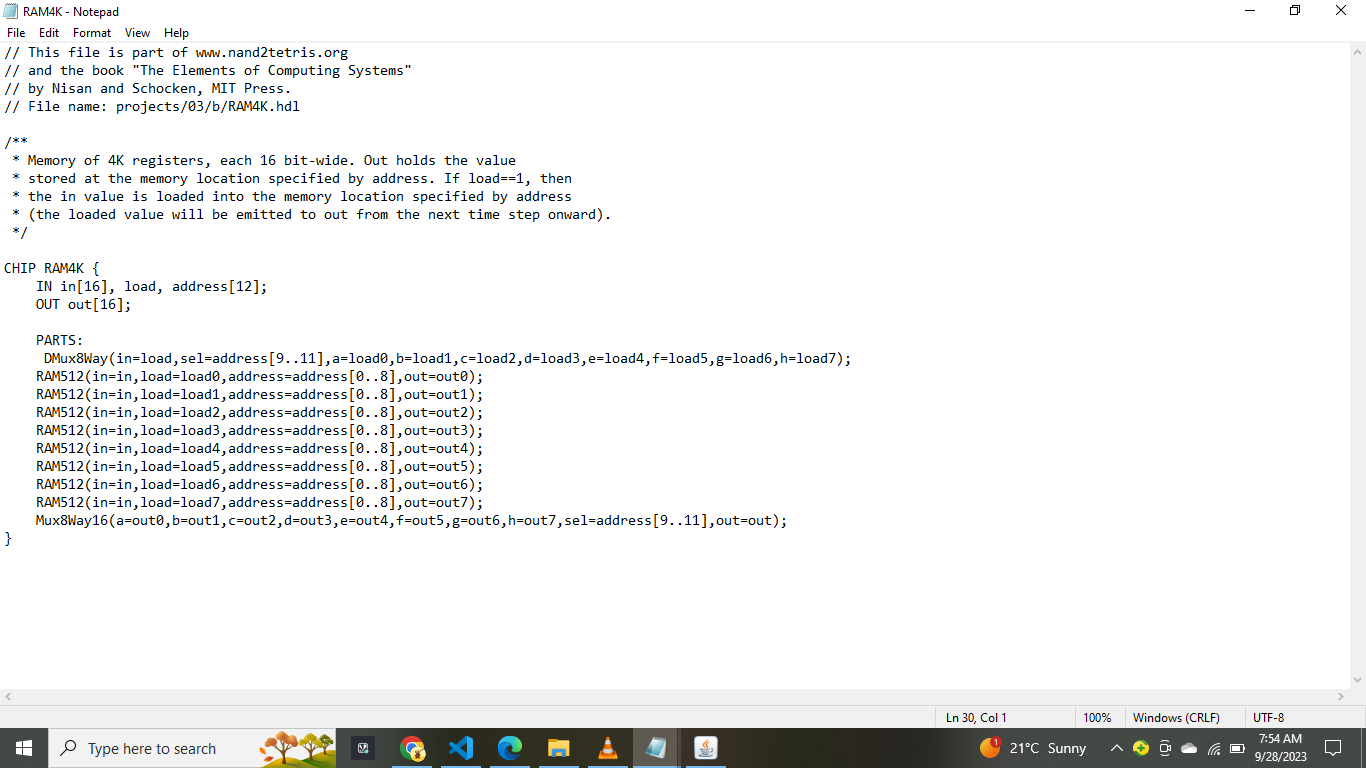 RAM4K - Notepad
File Edit Format View Help
// This file is part of www.nand2tetris.org
// and the book "The Elements of Computing Systems"
// by Nisan and Schocken, MIT Press.
// File name: projects/03/b/RAM4K.hdl

/**
 * Memory of 4K registers, each 16 bit-wide. Out holds the value
 * stored at the memory location specified by address. If load==1, then
 * the in value is loaded into the memory location specified by address
 * (the loaded value will be emitted to out from the next time step onward).
 */

CHIP RAM4K {
    IN in[16], load, address[12];
    OUT out[16];

    PARTS:
     DMux8Way(in=load,sel=address[9..11],a=load0,b=load1,c=load2,d=load3,e=load4,f=load5,g=load6,h=load7);
    RAM512(in=in,load=load0,address=address[0..8],out=out0);
    RAM512(in=in,load=load1,address=address[0..8],out=out1);
    RAM512(in=in,load=load2,address=address[0..8],out=out2);
    RAM512(in=in,load=load3,address=address[0..8],out=out3);
    RAM512(in=in,load=load4,address=address[0..8],out=out4);
    RAM512(in=in,load=load5,address=address[0..8],out=out5);
    RAM512(in=in,load=load6,address=address[0..8],out=out6);
    RAM512(in=in,load=load7,address=address[0..8],out=out7);
    Mux8Way16(a=out0,b=out1,c=out2,d=out3,e=out4,f=out5,g=out6,h=out7,sel=address[9..11],out=out);
}
Ln 30, Col 1 100% Windows (CRLF) UTF-8
Type here to search 1 21°C Sunny 7:54 AM
9/28/2023